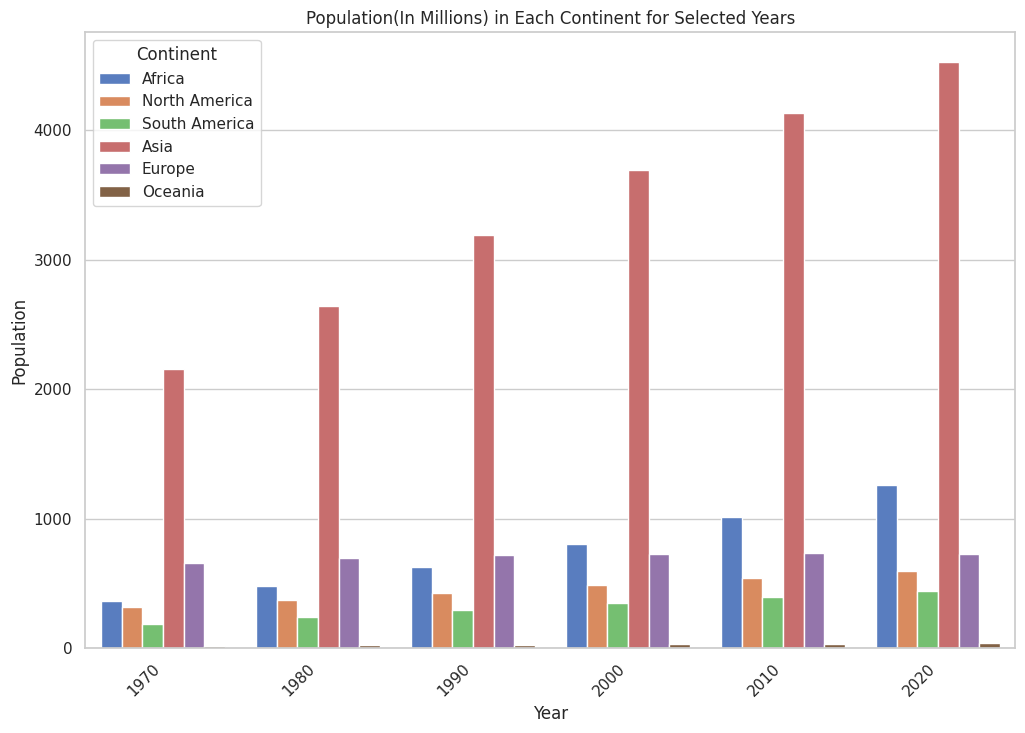 Population(In Millions) in Each Continent for Selected Years
Continent
Africa
North America
South America
Asia
Europe
Oceania
4000
3000
2000
1000
0
Population
1970
1980
1990
2000
2010
2020
Year